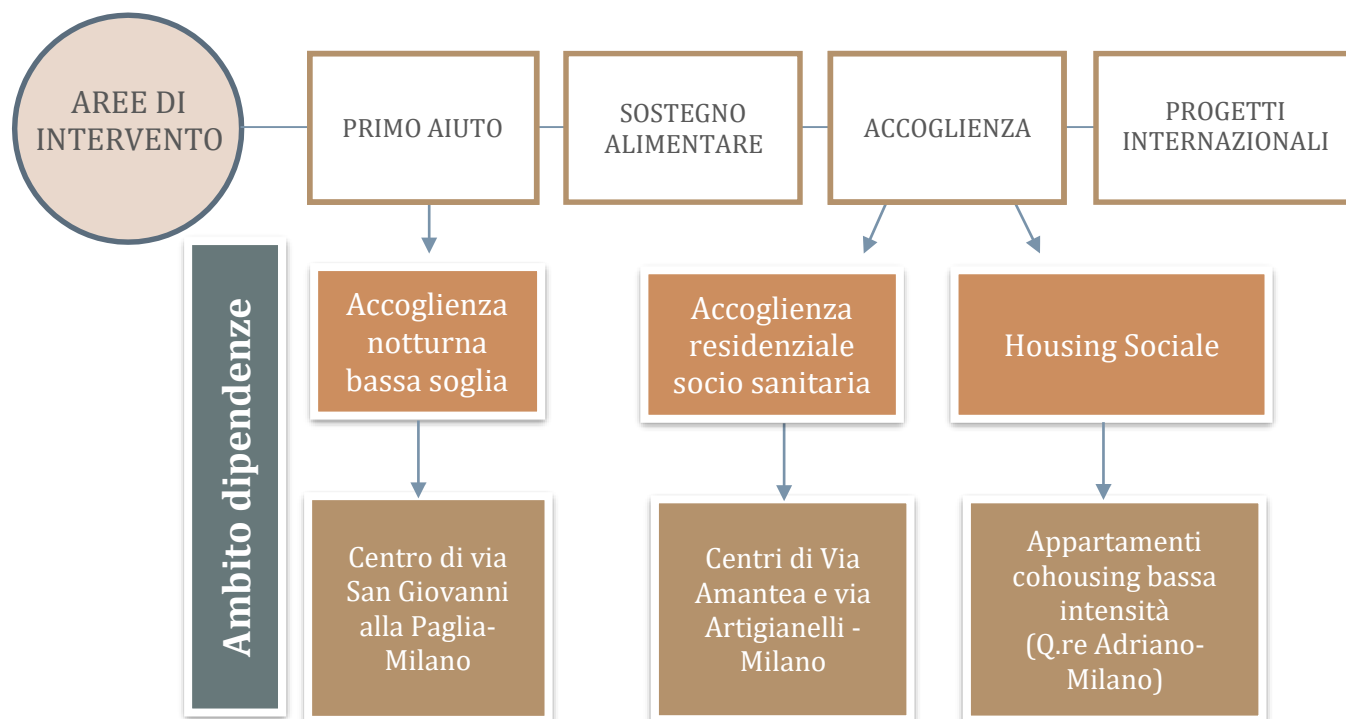 AREE DI
INTERVENTO
PRIMO AIUTO
SOSTEGNO
ALIMENTARE
ACCOGLIENZA
PROGETTI
INTERNAZIONALI
Ambito dipendenze
Accoglienza
notturna
bassa soglia
Accoglienza
residenziale
socio sanitaria
Housing Sociale
Centro di via
San Giovanni
alla Paglia-
Milano
Centri di Via
Amantea e via
Artigianelli -
Milano
Appartamenti
cohousing bassa
intensità
(Q.re Adriano-
Milano)